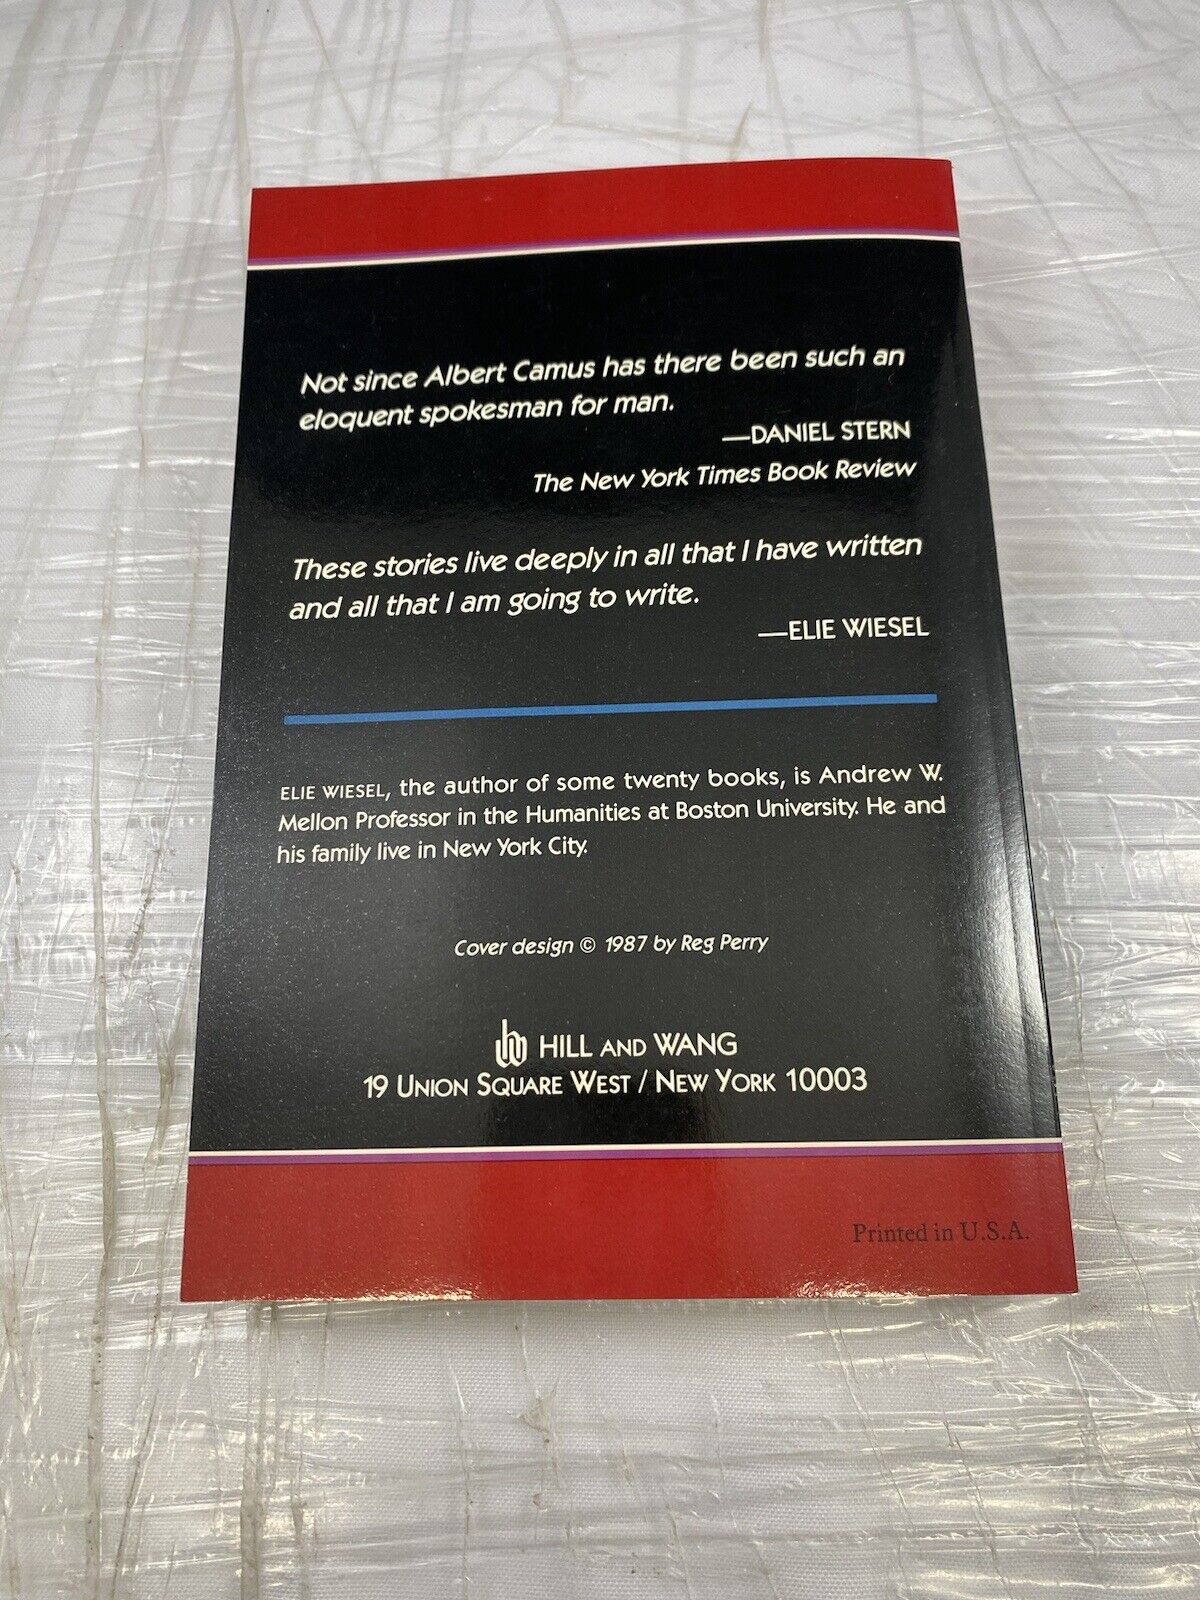 Not since Albert Camus has there been such an
eloquent spokesman for man.
—DANIEL STERN
The New York Times Book Review
These stories live deeply in all that I have written
and all that I am going to write.
—ELIE WIESEL
ELIE WIESEL, the author of some twenty books, is Andrew W.
Mellon Professor in the Humanities at Boston University. He and
his family live in New York City.
Cover design © 1987 by Reg Perry
hw HILL AND WANG
19 UNION SQUARE WEST / NEW YORK 10003
Printed in U.S.A.